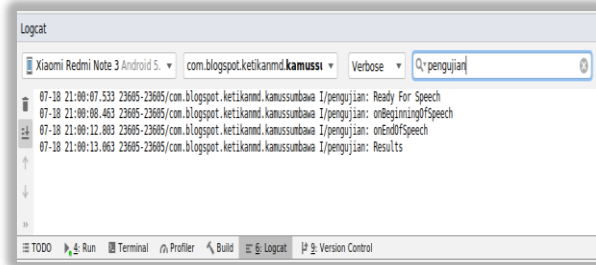 Logcat
Xiaomi Redmi Note 3 Android 5. com.blogspot.ketikanmd.kamussu Verbose pengujian
07-18 21:00:07.533 23605-23605/com.blogspot.ketikanmd.kamussumbawa I/pengujian: Ready For Speech
07-18 21:00:08.463 23605-23605/com.blogspot.ketikanmd.kamussumbawa I/pengujian: onBeginningOfSpeech
07-18 21:00:12.803 23605-23605/com.blogspot.ketikanmd.kamussumbawa I/pengujian: onEndOfSpeech
07-18 21:00:13.063 23605-23605/com.blogspot.ketikanmd.kamussumbawa I/pengujian: Results
TODO 4: Run Terminal Profiler Build 6: Logcat 9: Version Control